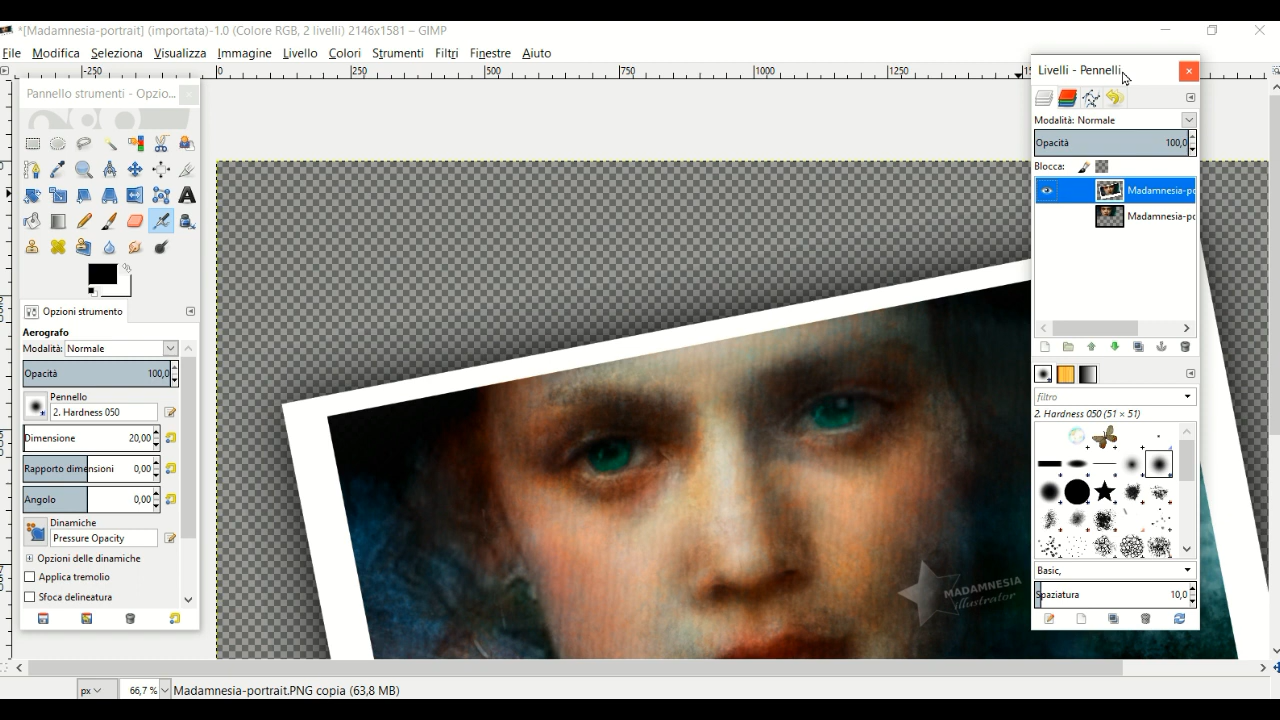 *[Madamnesia-portrait] (importata)-1.0 (Colore RGB, 2 livelli) 2146x1581 – GIMP
File Modifica Seleziona Visualizza Immagine Livello Colori Strumenti Filtri Finestre Aiuto
-250 0 250 500 750 1000 1250
Pannello strumenti - Opzio...
Opzioni strumento
Aerografo
Modalità: Normale
Opacità 100,0
Pennello
2. Hardness 050
Dimensione 20,00
Rapporto dimensioni 0,00
Angolo 0,00
Dinamiche
Pressure Opacity
Opzioni delle dinamiche
Applica tremolio
Sfoca delineatura
MADAMNESIA
illustrator
Livelli - Pennelli
Modalità: Normale
Opacità 100,0
Blocca:
Madamnesia-po
Madamnesia-po
filtro
2. Hardness 050 (51 × 51)
Basic,
Spaziatura 10,0
px 66,7 % Madamnesia-portrait.PNG copia (63,8 MB)